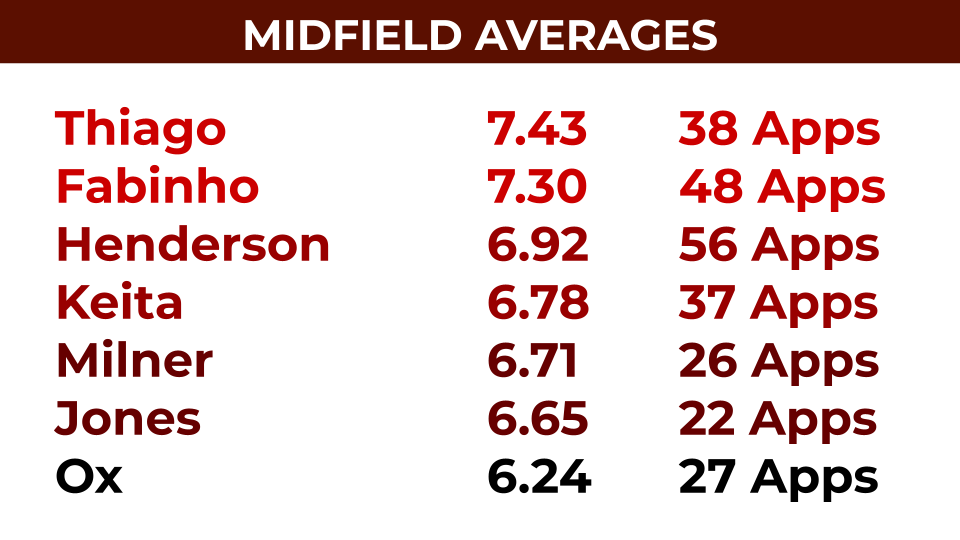 MIDFIELD AVERAGES
Thiago 7.43 38 Apps
Fabinho 7.30 48 Apps
Henderson 6.92 56 Apps
Keita 6.78 37 Apps
Milner 6.71 26 Apps
Jones 6.65 22 Apps
Ox 6.24 27 Apps